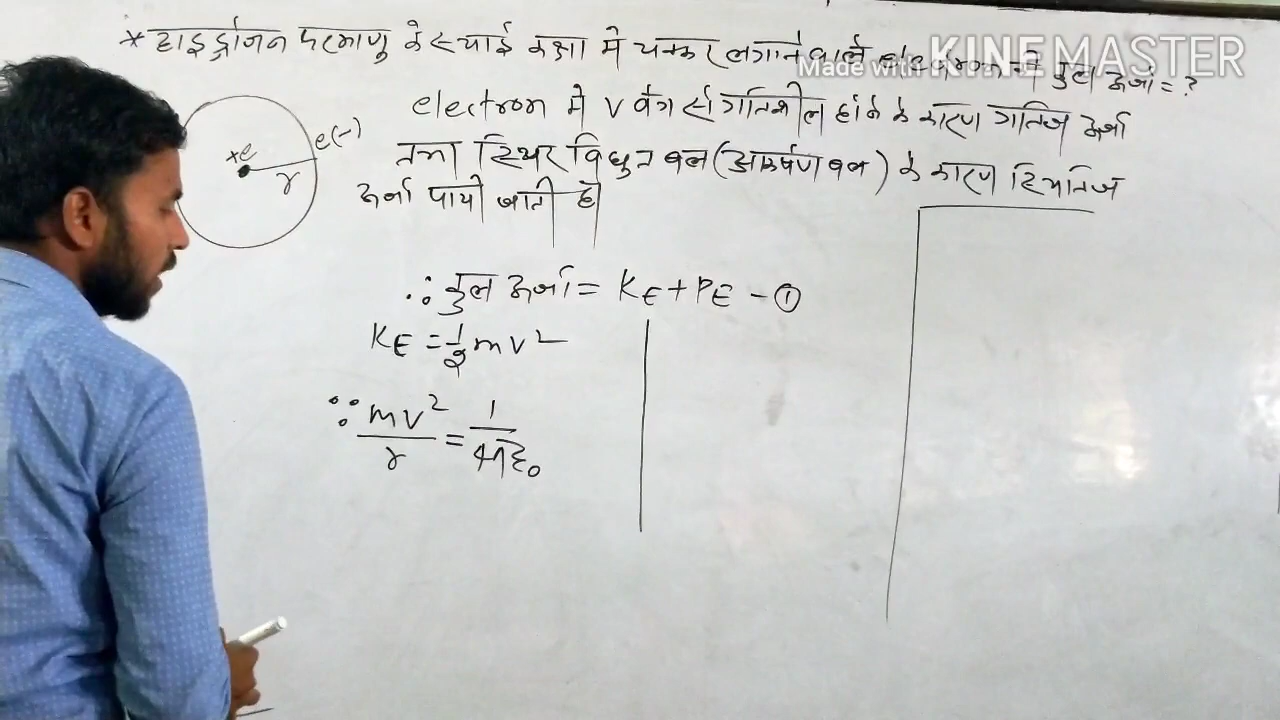 * हाइड्रोजन परमाणु के स्थाई कक्षा में चक्कर लगाने वाले की कुल ऊर्जा = ?
Made with KINEMASTER
electron में v वेग से गतिशील होने के कारण गतिज ऊर्जा
तथा स्थिर विधुत बल (आकर्षण बल) के कारण स्थितिज
ऊर्जा पायी जाती है
+e
e(-)
r
∴ कुल ऊर्जा = KE + PE - ①
KE = 1/2 mv²
∵ mv²/r = 1/4πε₀